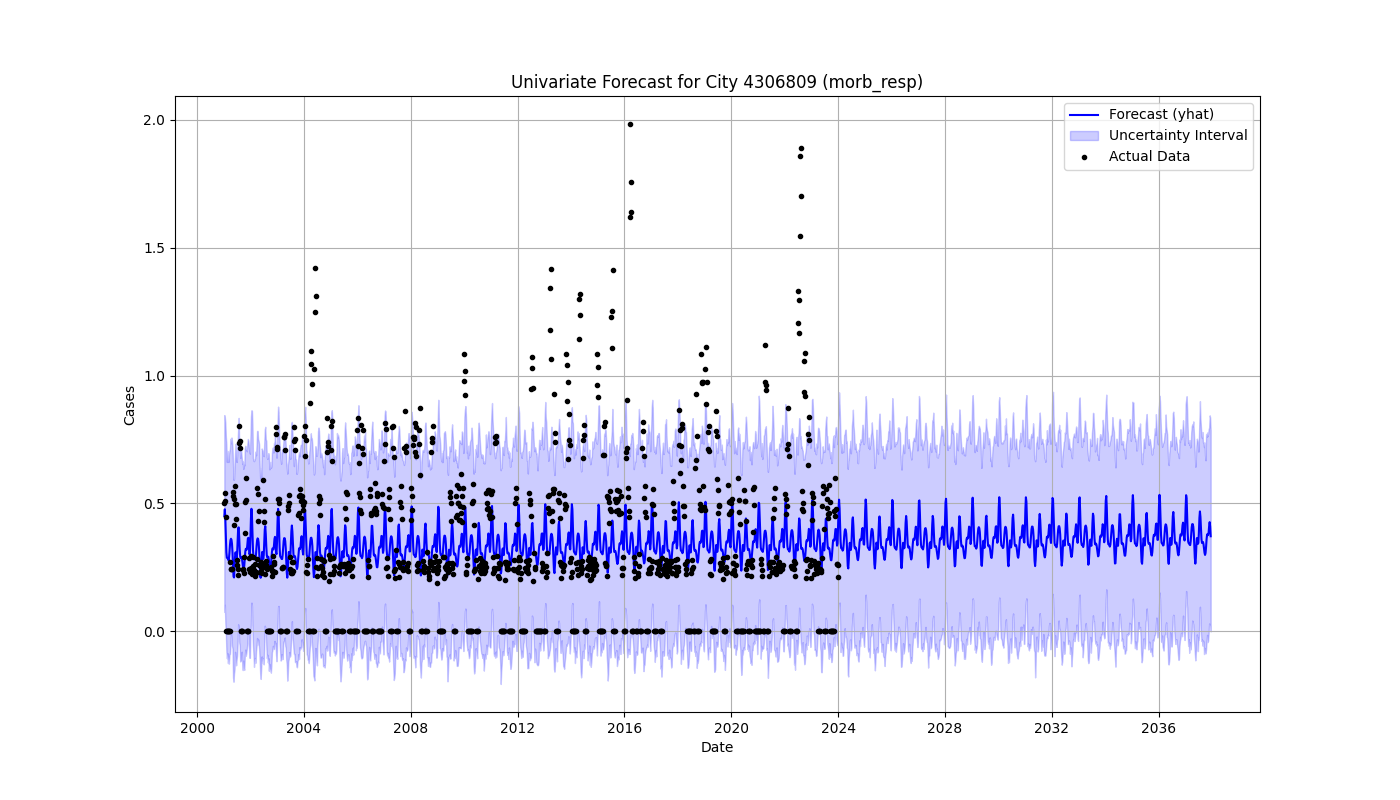 Univariate Forecast for City 4306809 (morb_resp)
Forecast (yhat)
Uncertainty Interval
Actual Data
Cases
2.0
1.5
1.0
0.5
0.0
2000 2004 2008 2012 2016 2020 2024 2028 2032 2036
Date